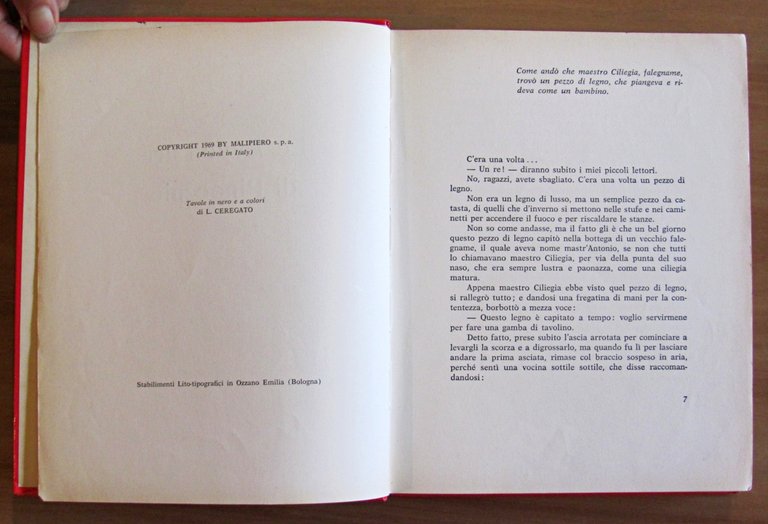 COPYRIGHT 1969 BY MALIPIERO s. p. a.
(Printed in Italy)
Tavole in nero e a colori
di L. CEREGATO
Stabilimenti Lito-tipografici in Ozzano Emilia (Bologna)
Come andò che maestro Ciliegia, falegname,
trovò un pezzo di legno, che piangeva e ri-
deva come un bambino.
C'era una volta . . .
— Un re! — diranno subito i miei piccoli lettori.
No, ragazzi, avete sbagliato. C'era una volta un pezzo di
legno.
Non era un legno di lusso, ma un semplice pezzo da ca-
tasta, di quelli che d'inverno si mettono nelle stufe e nei cami-
netti per accendere il fuoco e per riscaldare le stanze.
Non so come andasse, ma il fatto gli è che un bel giorno
questo pezzo di legno capitò nella bottega di un vecchio fale-
gname, il quale aveva nome mastr'Antonio, se non che tutti
lo chiamavano maestro Ciliegia, per via della punta del suo
naso, che era sempre lustra e paonazza, come una ciliegia
matura.
Appena maestro Ciliegia ebbe visto quel pezzo di legno,
si rallegrò tutto; e dandosi una fregatina di mani per la con-
tentezza, borbottò a mezza voce:
— Questo legno è capitato a tempo: voglio servirmene
per fare una gamba di tavolino.
Detto fatto, prese subito l'ascia arrotata per cominciare a
levargli la scorza e a digrossarlo, ma quando fu lì per lasciare
andare la prima asciata, rimase col braccio sospeso in aria,
perché sentì una vocina sottile sottile, che disse raccoman-
dandosi:
7